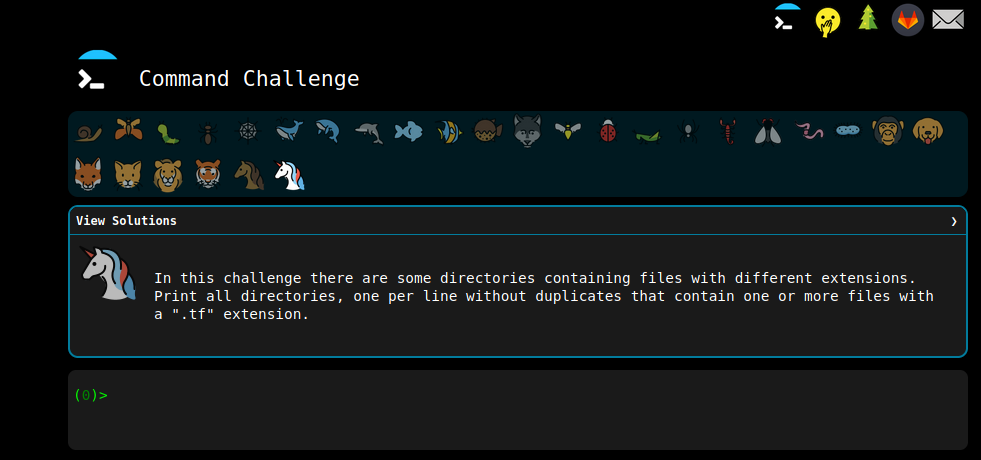 Command Challenge
View Solutions
In this challenge there are some directories containing files with different extensions.
Print all directories, one per line without duplicates that contain one or more files with
a ".tf" extension.
(0)>